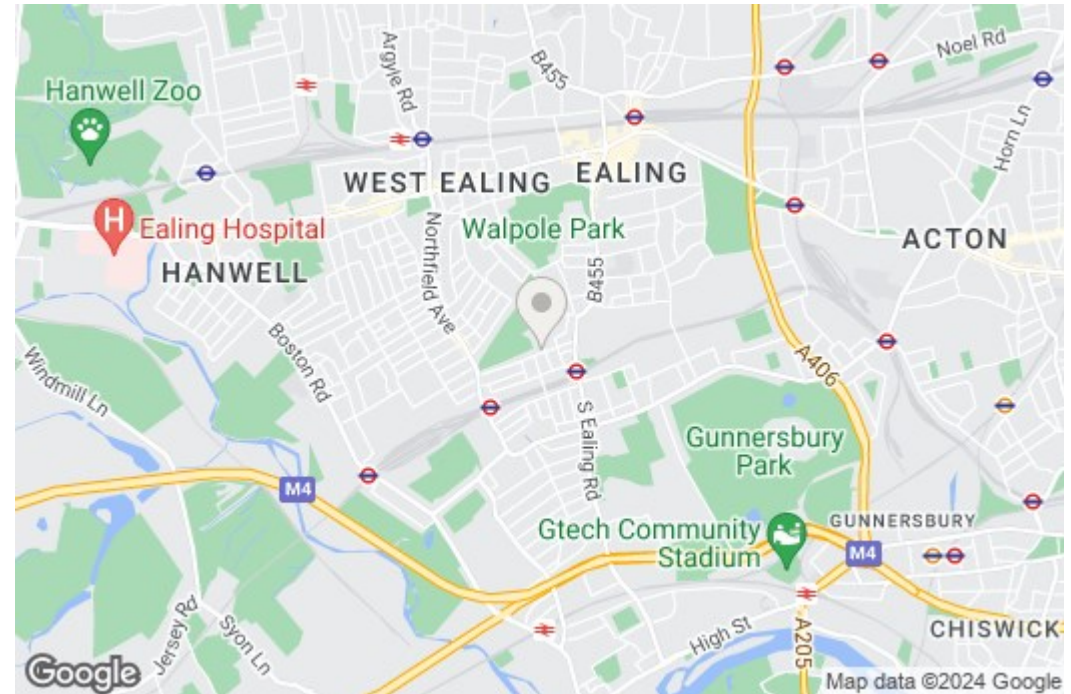 Noel Rd
Argyle Rd
B455
Hanwell Zoo
Horn Ln
WEST EALING
EALING
H
Ealing Hospital
Walpole Park
Northfield Ave
B455
ACTON
HANWELL
Boston Rd
Windmill Ln
A406
S Ealing Rd
Gunnersbury
Park
M4
Gtech Community
Stadium
GUNNERSBURY
M4
Jersey Rd
Syon Ln
High St
A205
CHISWICK
Google
Map data ©2024 Google